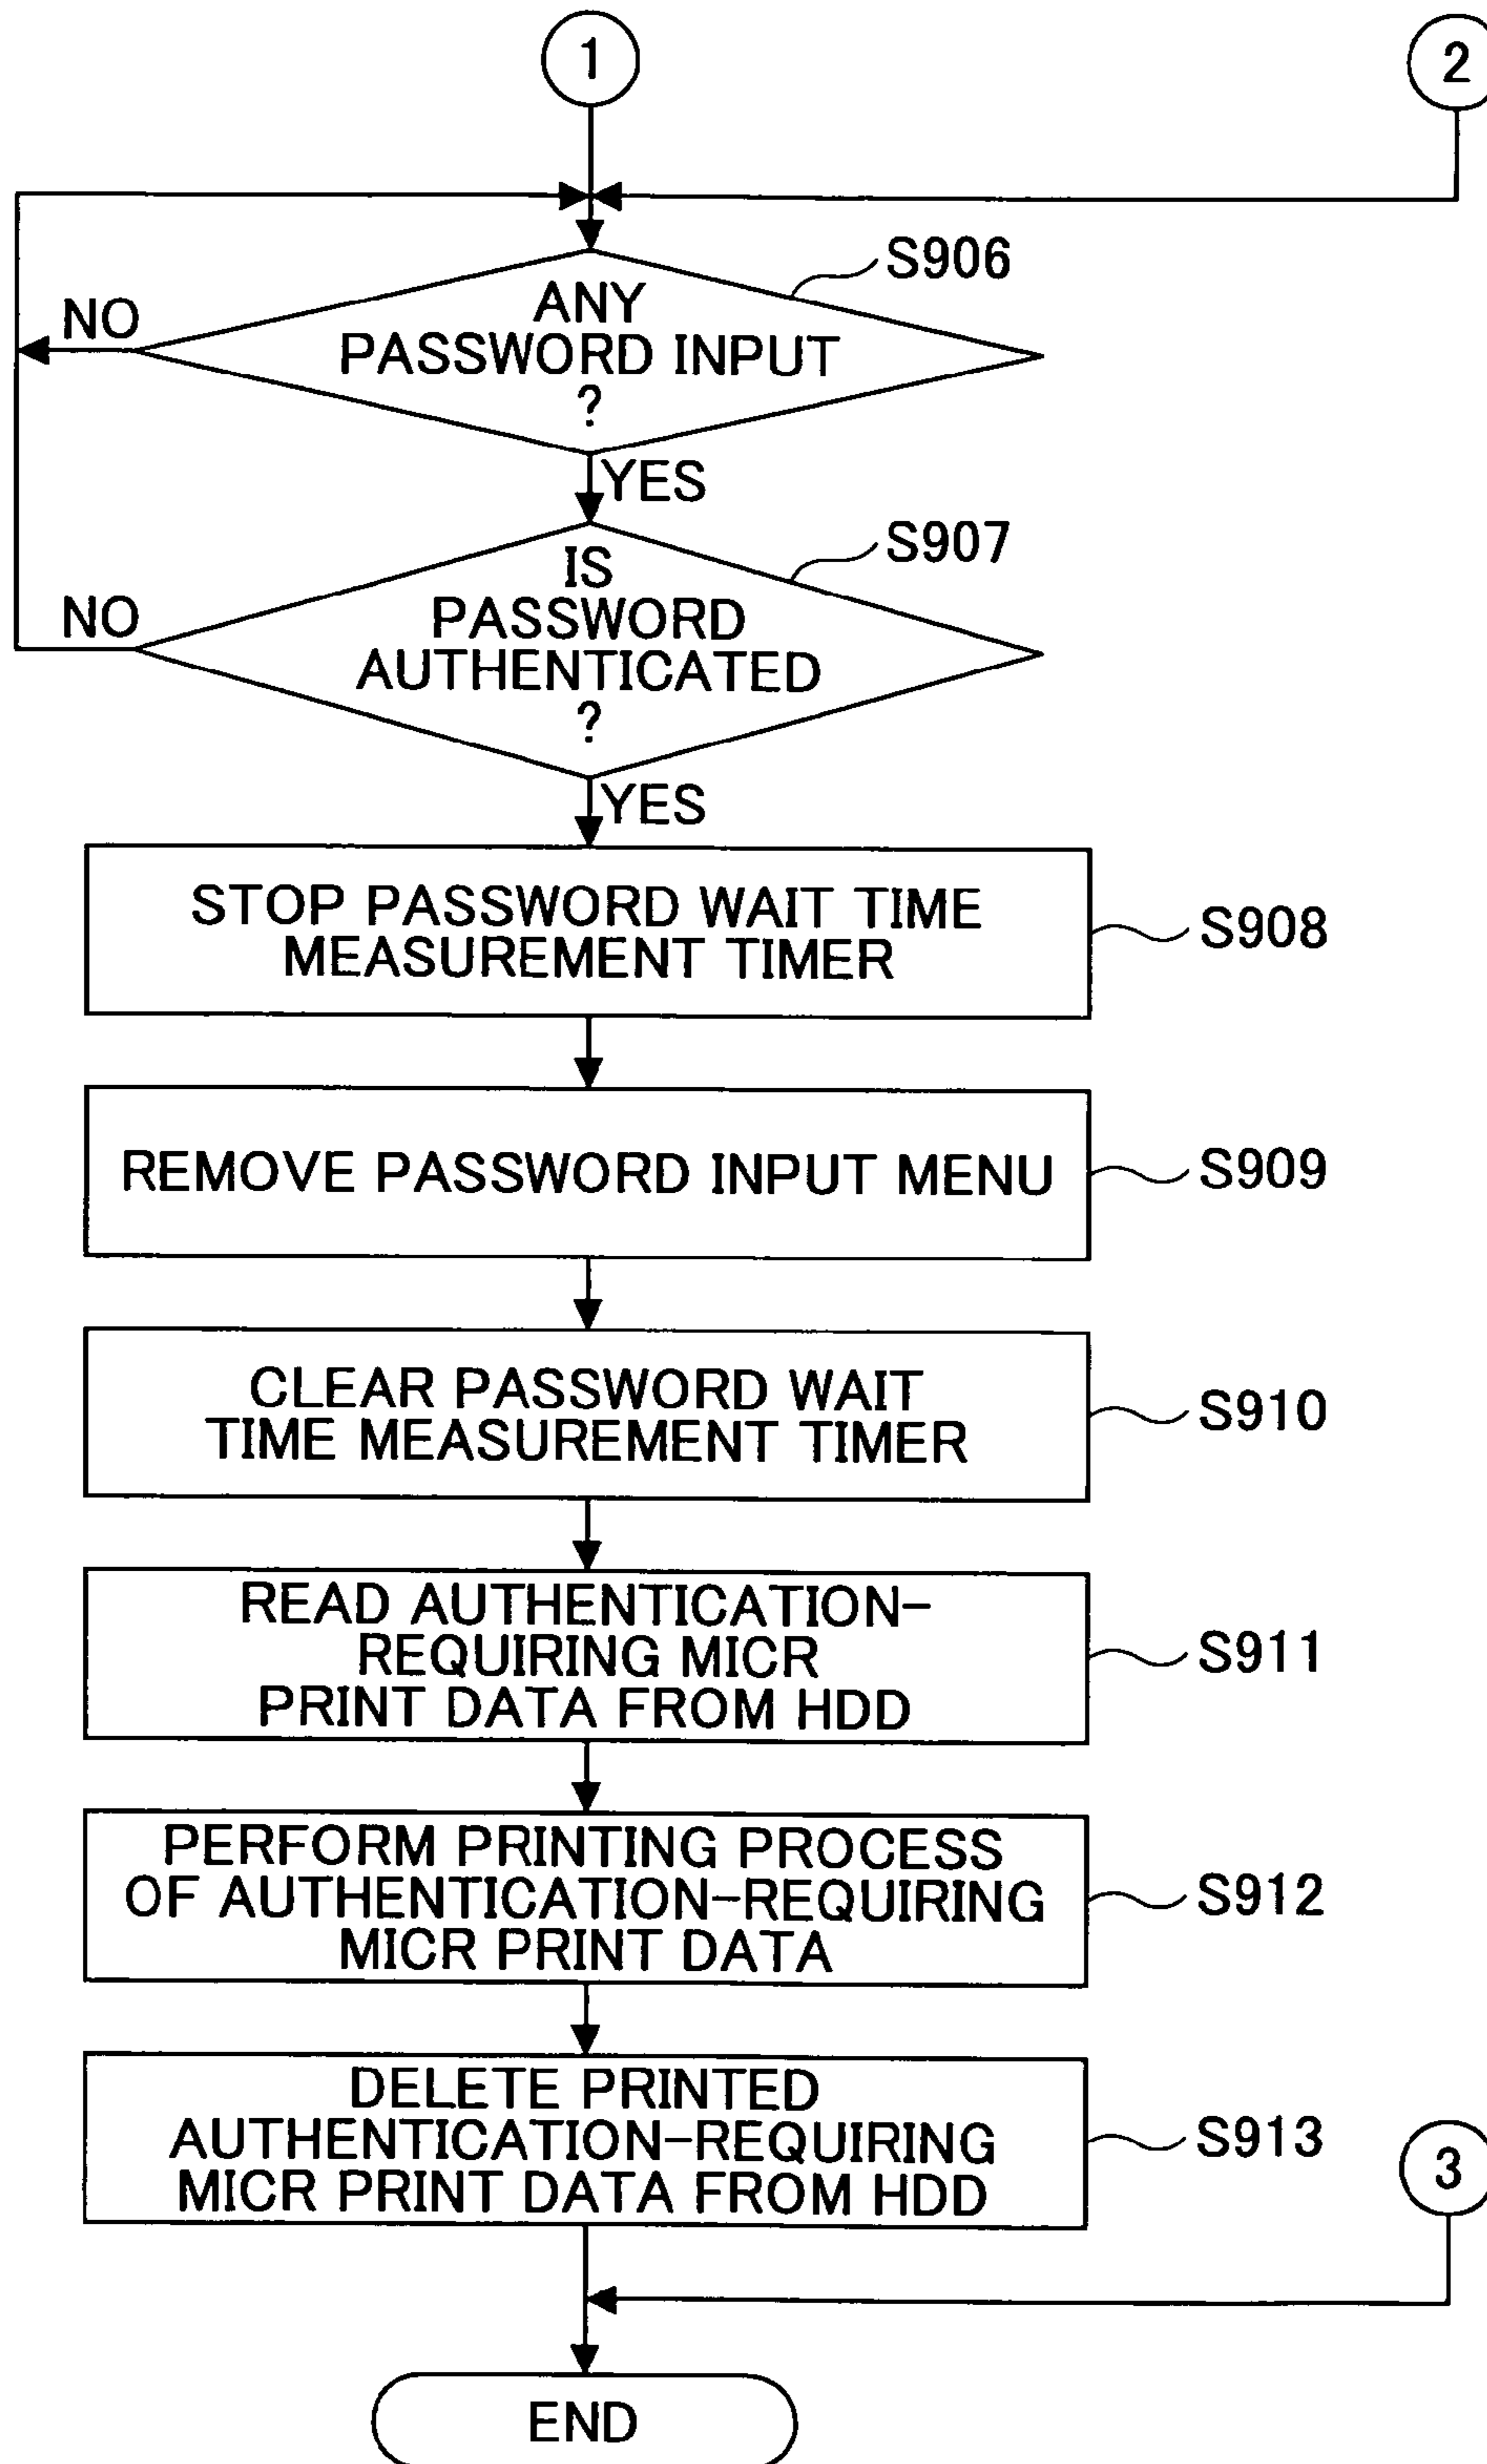 1
2
S906
ANY
PASSWORD INPUT
?
NO
YES
S907
IS
PASSWORD
AUTHENTICATED
?
NO
YES
STOP PASSWORD WAIT TIME
MEASUREMENT TIMER
S908
REMOVE PASSWORD INPUT MENU
S909
CLEAR PASSWORD WAIT
TIME MEASUREMENT TIMER
S910
READ AUTHENTICATION-
REQUIRING MICR
PRINT DATA FROM HDD
S911
PERFORM PRINTING PROCESS
OF AUTHENTICATION-REQUIRING
MICR PRINT DATA
S912
DELETE PRINTED
AUTHENTICATION-REQUIRING
MICR PRINT DATA FROM HDD
S913
3
END